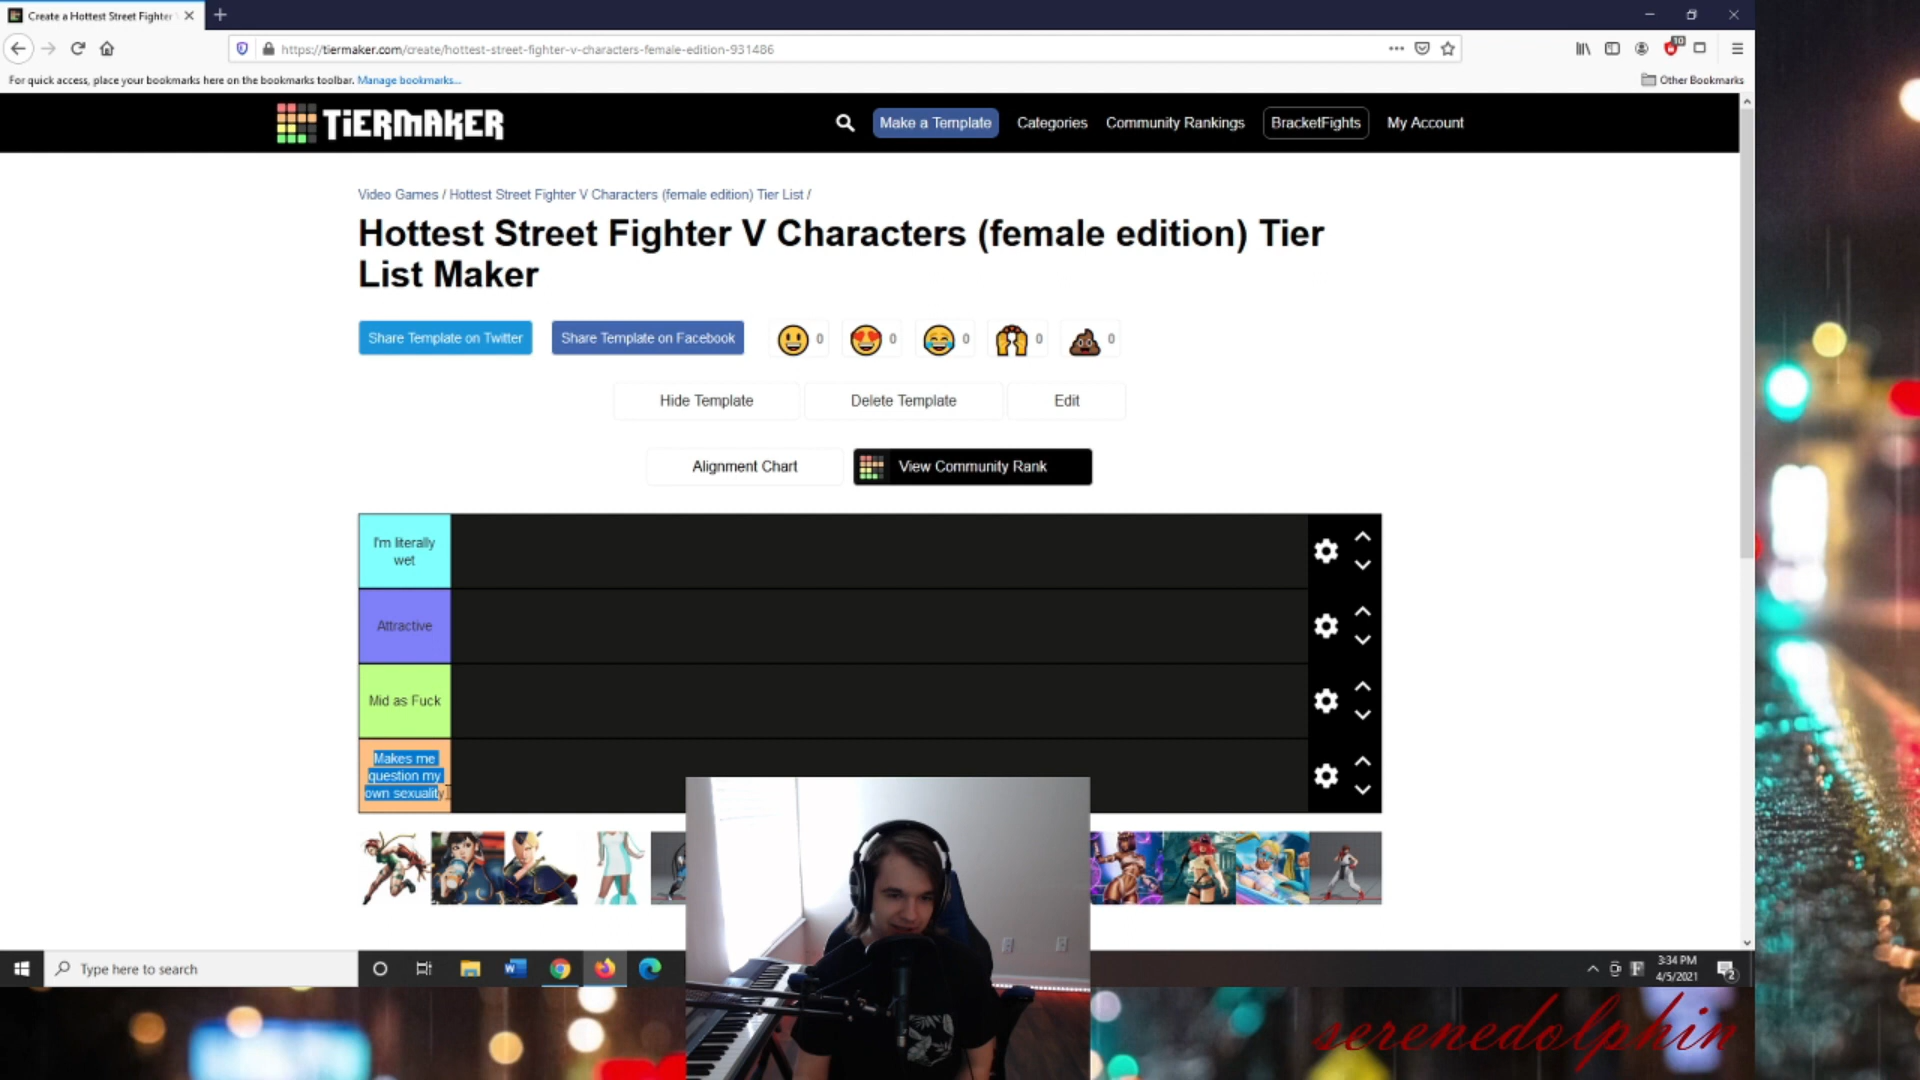 Create a Hottest Street Fighter
https://tiermaker.com/create/hottest-street-fighter-v-characters-female-edition-931486
10
For quick access, place your bookmarks here on the bookmarks toolbar. Manage bookmarks...
Other Bookmarks
TiERMAKER
Make a Template
Categories
Community Rankings
BracketFights
My Account
Video Games / Hottest Street Fighter V Characters (female edition) Tier List /
Hottest Street Fighter V Characters (female edition) Tier
List Maker
Share Template on Twitter
Share Template on Facebook
0
0
0
0
0
Hide Template
Delete Template
Edit
Alignment Chart
View Community Rank
I'm literally
wet
Attractive
Mid as Fuck
Makes me
question my
own sexuality
Type here to search
3:34 PM
4/5/2021
2
serenedolphin